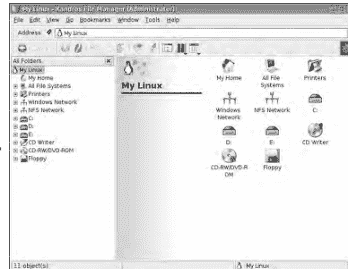 My Linux - Xandros File Manager (Administrator)
File Edit View Go Bookmarks Window Tools Help
Address My Linux
All Folders
My Linux
My Home
All File Systems
Printers
Windows Network
NFS Network
C:
D:
E:
CD Writer
CD-RW/DVD-ROM
Floppy
My Linux
My Home
All File Systems
Printers
Windows Network
NFS Network
C:
D:
E:
CD Writer
CD-RW/DVD-ROM
Floppy
11 object(s)
My Linux